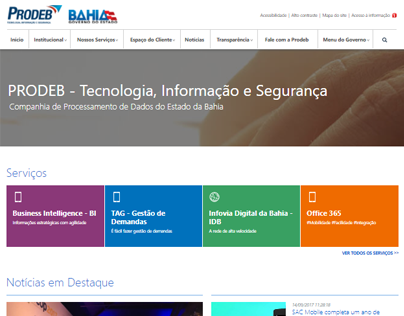 PRODEB
TECNOLOGIA, INFORMAÇÃO E SEGURANÇA
BAHIA
GOVERNO DO ESTADO
Acessibilidade | Alto contraste | Mapa do site | Acesso a informação
Início Institucional Nossos Serviços Espaço do Cliente Notícias Transparência Fale com a Prodeb Menu do Governo
PRODEB - Tecnologia, Informação e Segurança
Companhia de Processamento de Dados do Estado da Bahia
Serviços
Business Intelligence - BI
Informações estratégicas com agilidade
TAG - Gestão de Demandas
É fácil fazer gestão de demandas
Infovia Digital da Bahia - IDB
A rede de alta velocidade
Office 365
#Mobilidade #Facilidade #Integração
VER TODOS OS SERVIÇOS >>
Notícias em Destaque
14/09/2017 11:28:19
SAC Mobile completa um ano de